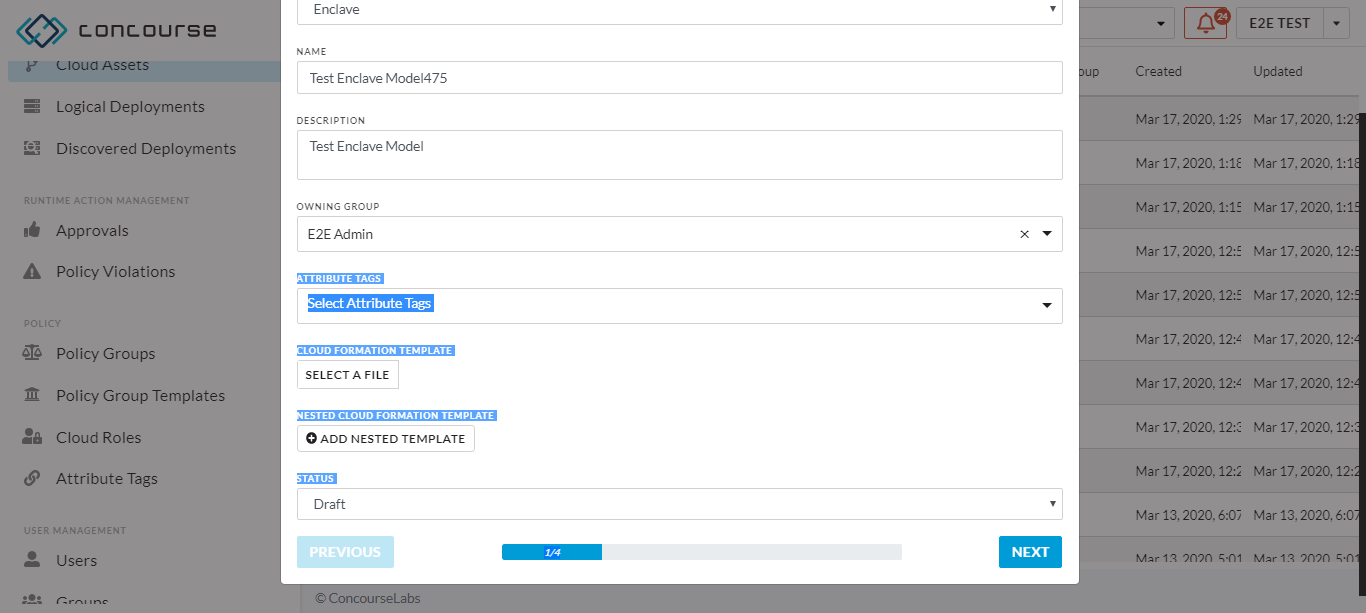 concourse
Cloud Assets
Logical Deployments
Discovered Deployments
RUNTIME ACTION MANAGEMENT
Approvals
Policy Violations
POLICY
Policy Groups
Policy Group Templates
Cloud Roles
Attribute Tags
USER MANAGEMENT
Users
Groups
Enclave
NAME
Test Enclave Model475
DESCRIPTION
Test Enclave Model
OWNING GROUP
E2E Admin
ATTRIBUTE TAGS
Select Attribute Tags
CLOUD FORMATION TEMPLATE
SELECT A FILE
NESTED CLOUD FORMATION TEMPLATE
ADD NESTED TEMPLATE
STATUS
Draft
PREVIOUS
1/4
NEXT
24
E2E TEST
oup Created Updated
Mar 17, 2020, 1:29 Mar 17, 2020, 1:29
Mar 17, 2020, 1:18 Mar 17, 2020, 1:18
Mar 17, 2020, 1:15 Mar 17, 2020, 1:15
Mar 17, 2020, 12:5 Mar 17, 2020, 12:5
Mar 17, 2020, 12:5 Mar 17, 2020, 12:5
Mar 17, 2020, 12:4 Mar 17, 2020, 12:4
Mar 17, 2020, 12:4 Mar 17, 2020, 12:4
Mar 17, 2020, 12:3 Mar 17, 2020, 12:3
Mar 17, 2020, 12:2 Mar 17, 2020, 12:2
Mar 13, 2020, 6:07 Mar 13, 2020, 6:07
Mar 13, 2020, 5:01 Mar 13, 2020, 5:01
© ConcourseLabs